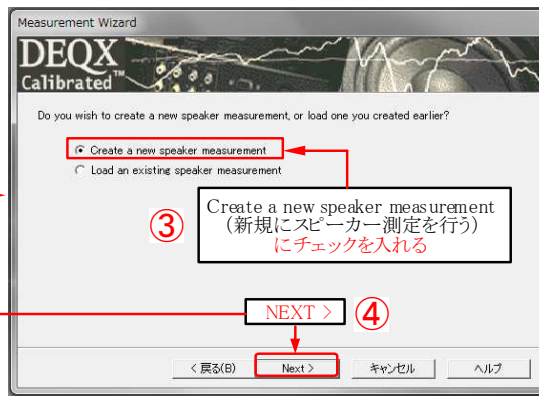 Measurement Wizard
DEQX
Calibrated™
Do you wish to create a new speaker measurement, or load one you created earlier?
Create a new speaker measurement
Load an existing speaker measurement
③
Create a new speaker measurement
(新規にスピーカー測定を行う)
にチェックを入れる
NEXT >
④
< 戻る(B)
Next >
キャンセル
ヘルプ